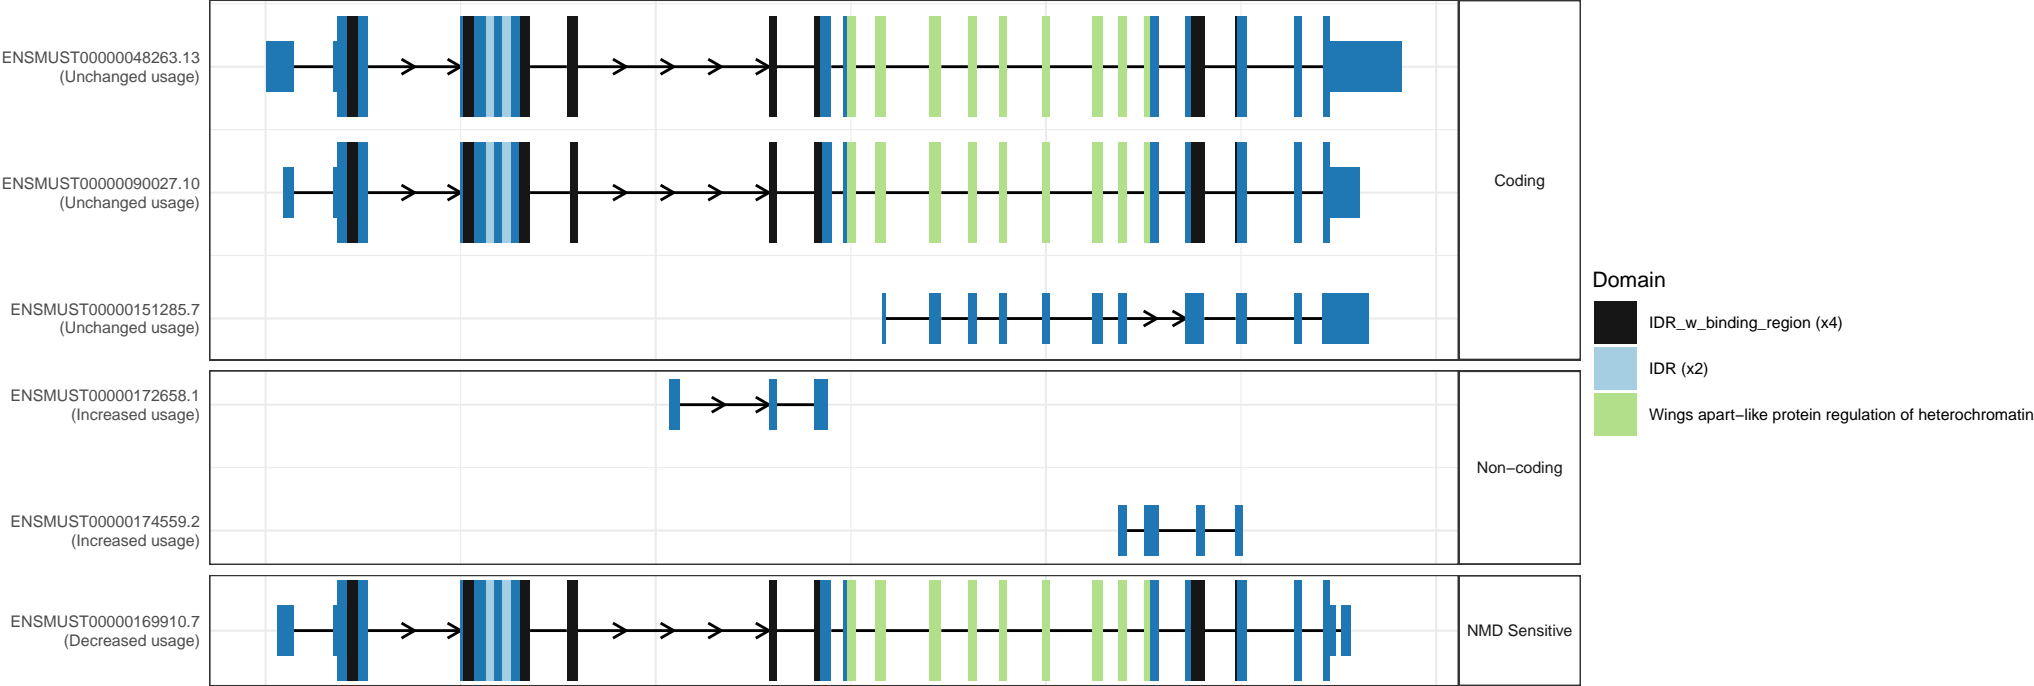 ENSMUST00000048263.13
(Unchanged usage)
ENSMUST00000090027.10
(Unchanged usage)
ENSMUST00000151285.7
(Unchanged usage)
Coding
ENSMUST00000172658.1
(Increased usage)
ENSMUST00000174559.2
(Increased usage)
Non−coding
ENSMUST00000169910.7
(Decreased usage)
NMD Sensitive
Domain
IDR_w_binding_region (x4)
IDR (x2)
Wings apart−like protein regulation of heterochromatin